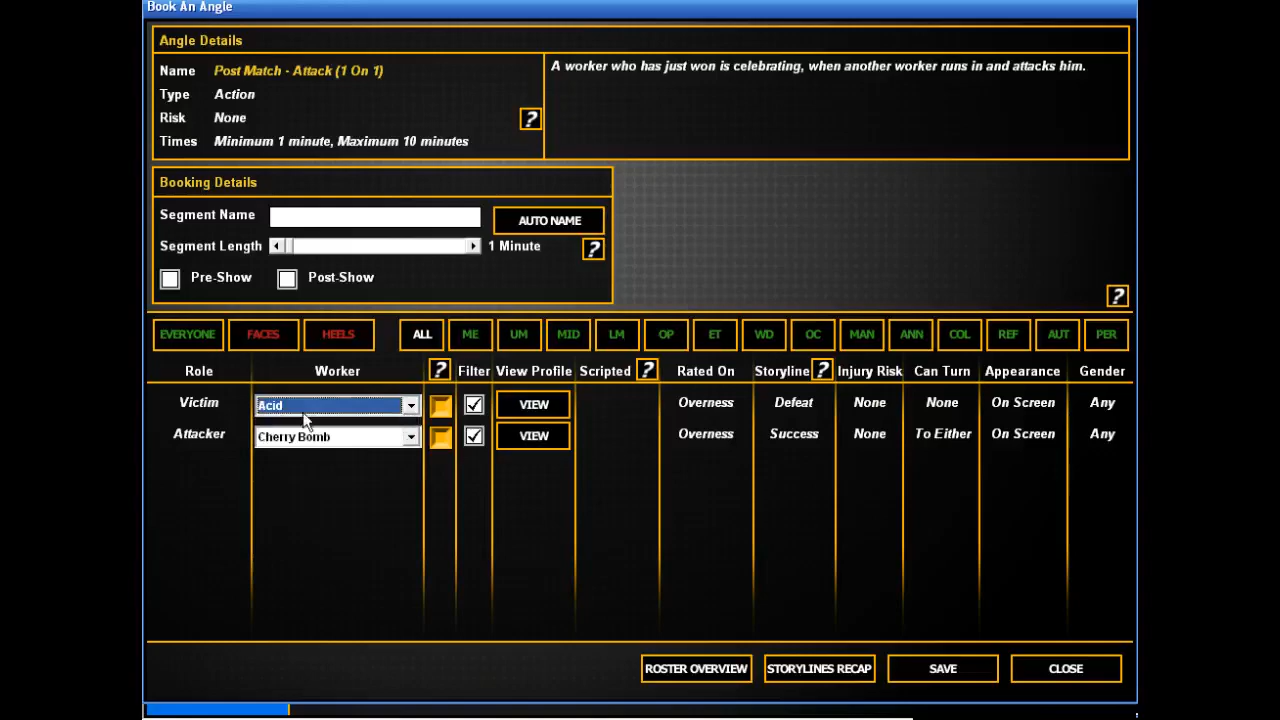 Book An Angle
Angle Details
Name Post Match - Attack (1 On 1)
Type Action
Risk None
?
Times Minimum 1 minute, Maximum 10 minutes
A worker who has just won is celebrating, when another worker runs in and attacks him.
Booking Details
Segment Name AUTO NAME
Segment Length 1 Minute ?
Pre-Show Post-Show
?
EVERYONE FACES HEELS ALL ME UM MID LM OP ET WD OC MAN ANN COL REF AUT PER
Role Worker ? Filter View Profile Scripted ? Rated On Storyline ? Injury Risk Can Turn Appearance Gender
Victim Acid VIEW Overness Defeat None None On Screen Any
Attacker Cherry Bomb VIEW Overness Success None To Either On Screen Any
ROSTER OVERVIEW STORYLINES RECAP SAVE CLOSE